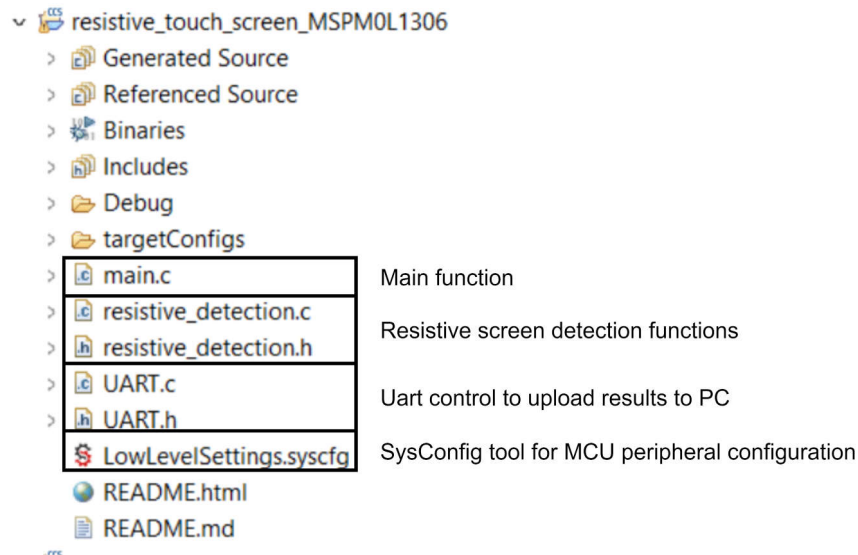 resistive_touch_screen_MSPM0L1306
Generated Source
Referenced Source
Binaries
Includes
Debug
targetConfigs
main.c
Main function
resistive_detection.c
resistive_detection.h
Resistive screen detection functions
UART.c
UART.h
Uart control to upload results to PC
LowLevelSettings.syscfg
SysConfig tool for MCU peripheral configuration
README.html
README.md